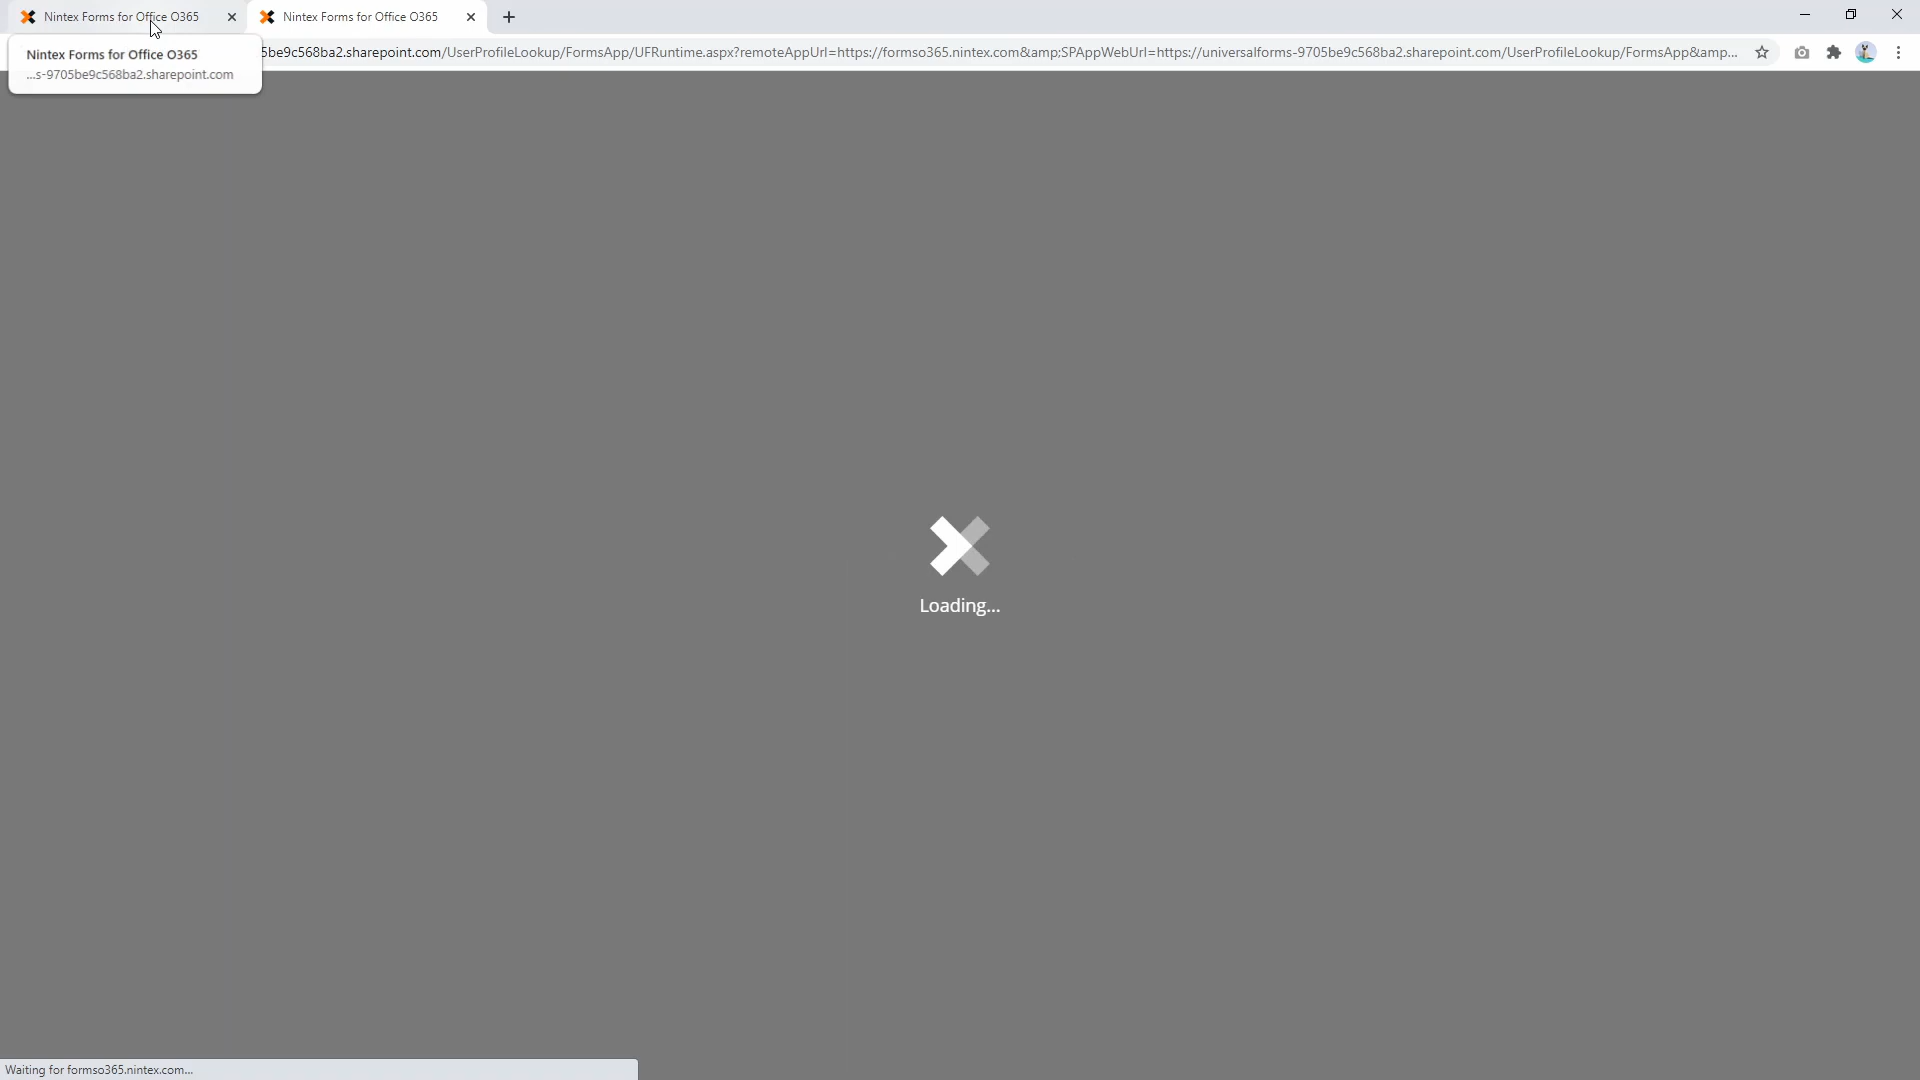 Nintex Forms for Office O365
Nintex Forms for Office O365
Nintex Forms for Office O365
...s-9705be9c568ba2.sharepoint.com
5be9c568ba2.sharepoint.com/UserProfileLookup/FormsApp/UFRuntime.aspx?remoteAppUrl=https://formso365.nintex.com&amp;SPAppWebUrl=https://universalforms-9705be9c568ba2.sharepoint.com/UserProfileLookup/FormsApp&amp...
Loading...
Waiting for formso365.nintex.com...